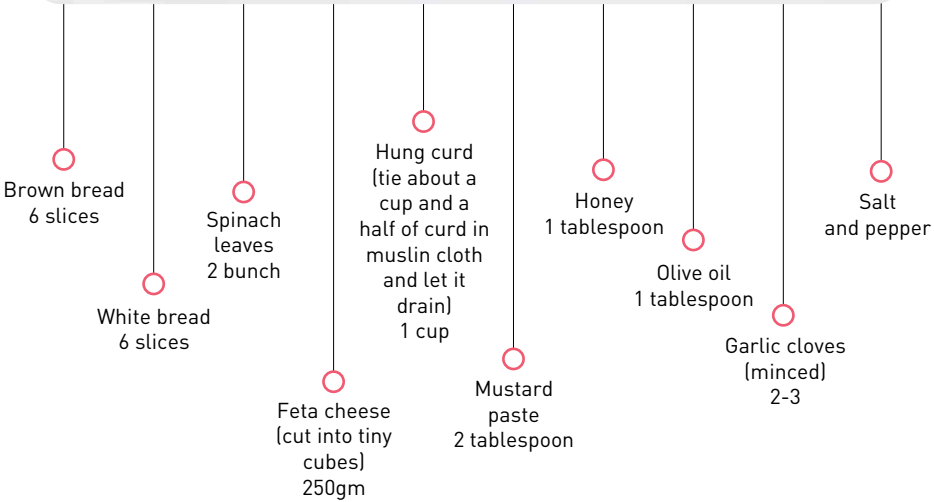 Brown bread
6 slices
White bread
6 slices
Spinach
leaves
2 bunch
Feta cheese
(cut into tiny
cubes)
250gm
Hung curd
(tie about a
cup and a
half of curd in
muslin cloth
and let it
drain)
1 cup
Mustard
paste
2 tablespoon
Honey
1 tablespoon
Olive oil
1 tablespoon
Garlic cloves
(minced)
2-3
Salt
and pepper